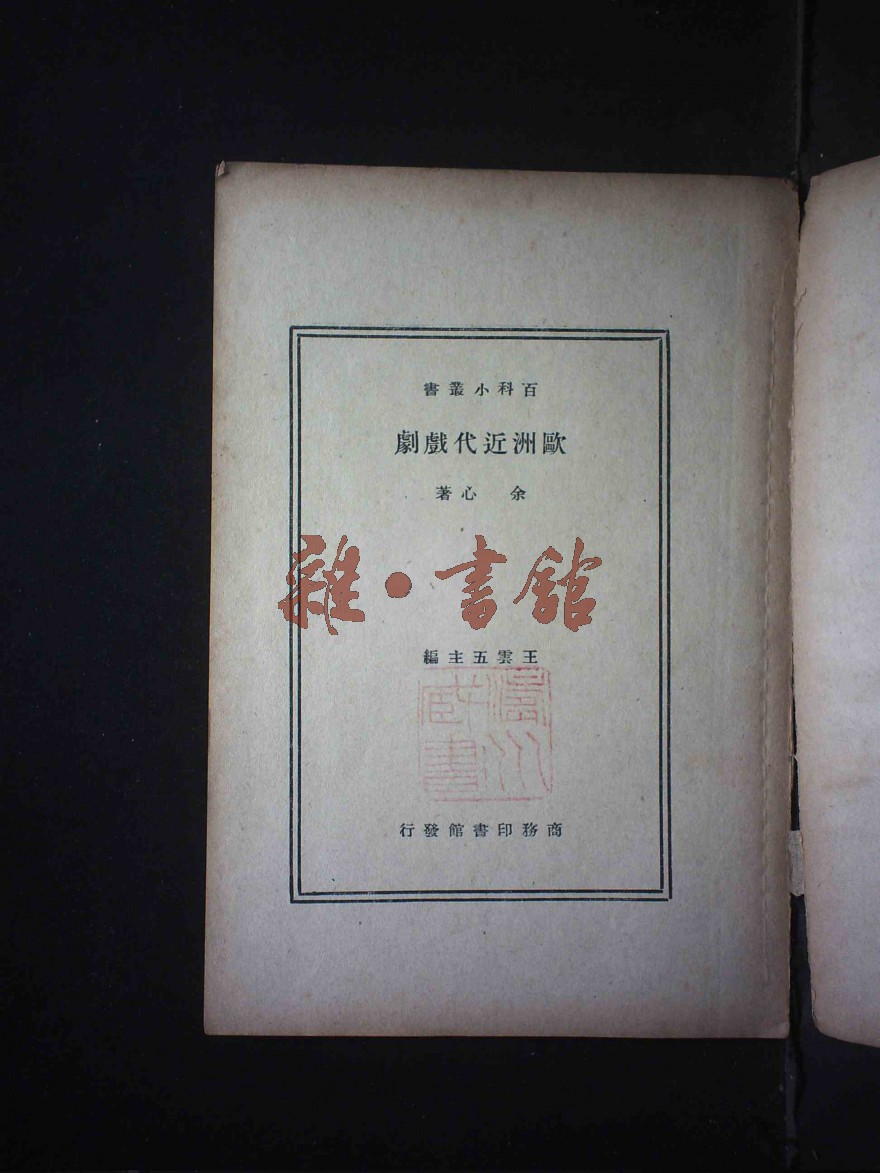 百科小叢書
歐洲近代戲劇
余心著
雜·書館
王雲五主編
商務印書館發行